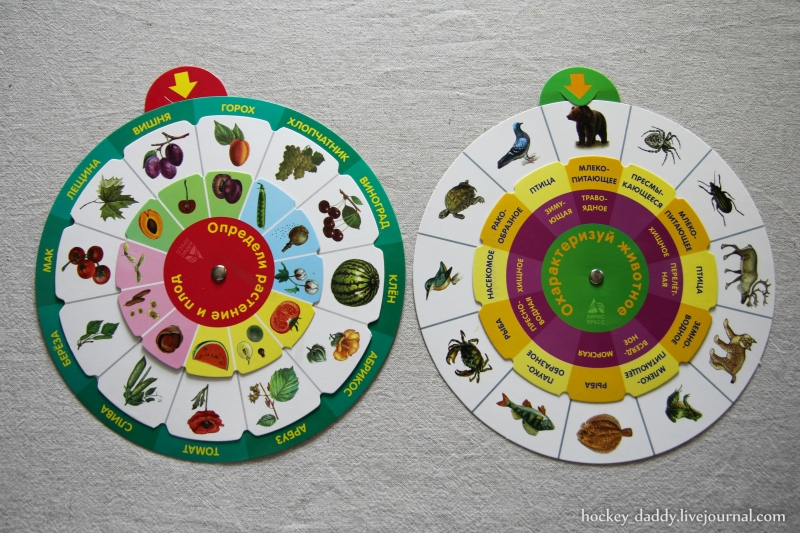 ГОРОХ
ХЛОПЧАТНИК
ВИНОГРАД
КЛЁН
АБРИКОС
АРБУЗ
ТОМАТ
СЛИВА
БЕРЁЗА
МАК
ЛЕЩИНА
ВИШНЯ
Определи растение и плод
МЛЕКО-
ПИТАЮЩЕЕ
ПРЕСМЫ-
КАЮЩЕЕСЯ
МЛЕКО-
ПИТАЮЩЕЕ
ПТИЦА
ЗЕМНО-
ВОДНОЕ
МЛЕКО-
ПИТАЮЩЕЕ
РЫБА
ПАУКО-
ОБРАЗНОЕ
РЫБА
НАСЕКОМОЕ
РАКО-
ОБРАЗНОЕ
ПТИЦА
ТРАВО-
ЯДНОЕ
ХИЩНИК
ПЕРЕЛЁТ-
НАЯ
ВСЕЯД-
НОЕ
МОРСКАЯ
ПРЕСНО-
ВОДНАЯ
ХИЩНОЕ
ЗИМУ-
ЮЩАЯ
Охарактеризуй животное
hockey_daddy.livejournal.com